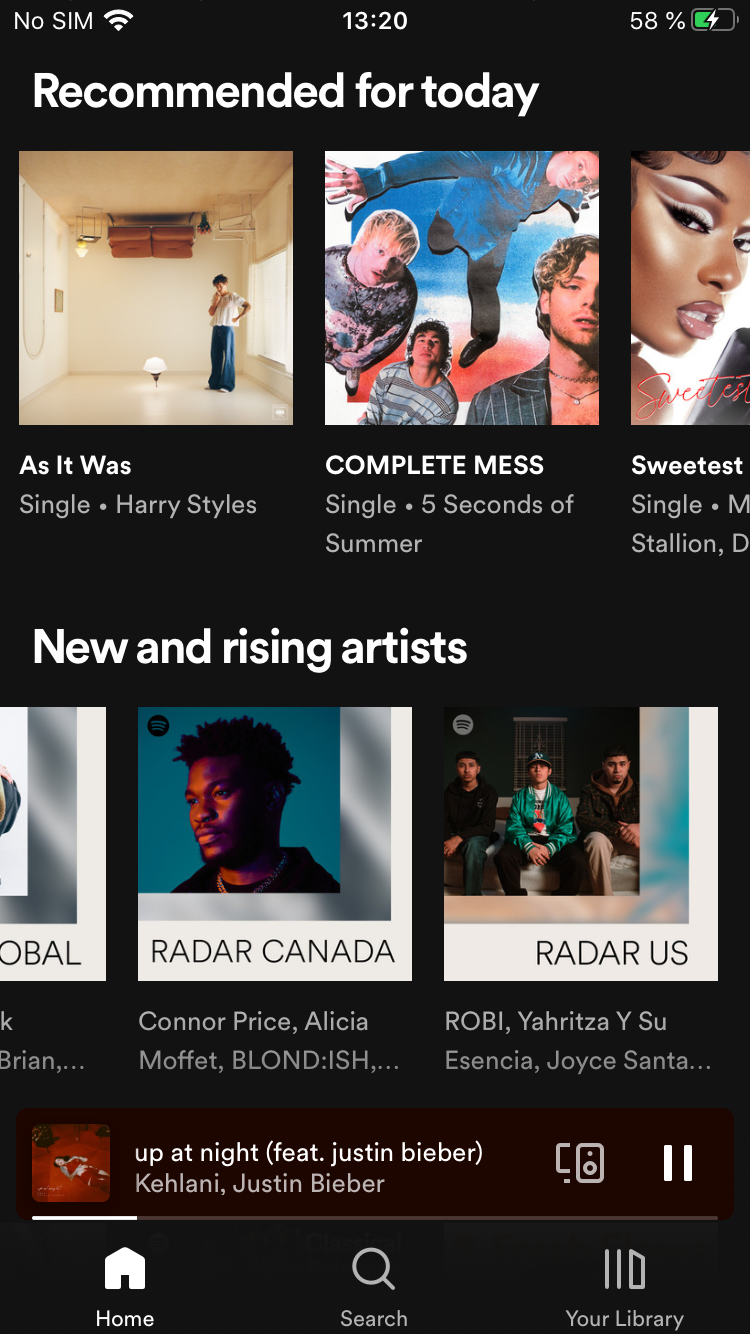 No SIM 13:20 58 %
Recommended for today
Sweetest
As It Was COMPLETE MESS Sweetest
Single • Harry Styles Single • 5 Seconds of Single • M
Summer Stallion, D
New and rising artists
OBAL RADAR CANADA RADAR US
k Connor Price, Alicia ROBI, Yahritza Y Su
Brian,... Moffet, BLOND:ISH,... Esencia, Joyce Santa...
up at night (feat. justin bieber)
Kehlani, Justin Bieber
Classical
Home Search Your Library